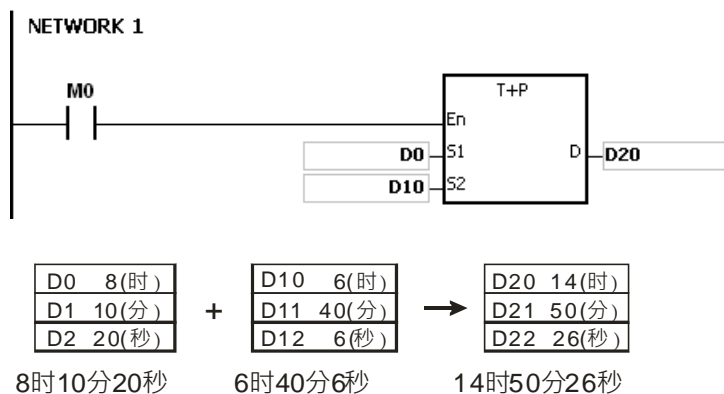 NETWORK 1
M0
T+P
En
D0 S1 D D20
D10 S2
D0 8(时)
D1 10(分)
D2 20(秒)
+
D10 6(时)
D11 40(分)
D12 6(秒)
D20 14(时)
D21 50(分)
D22 26(秒)
8时10分20秒 6时40分6秒 14时50分26秒